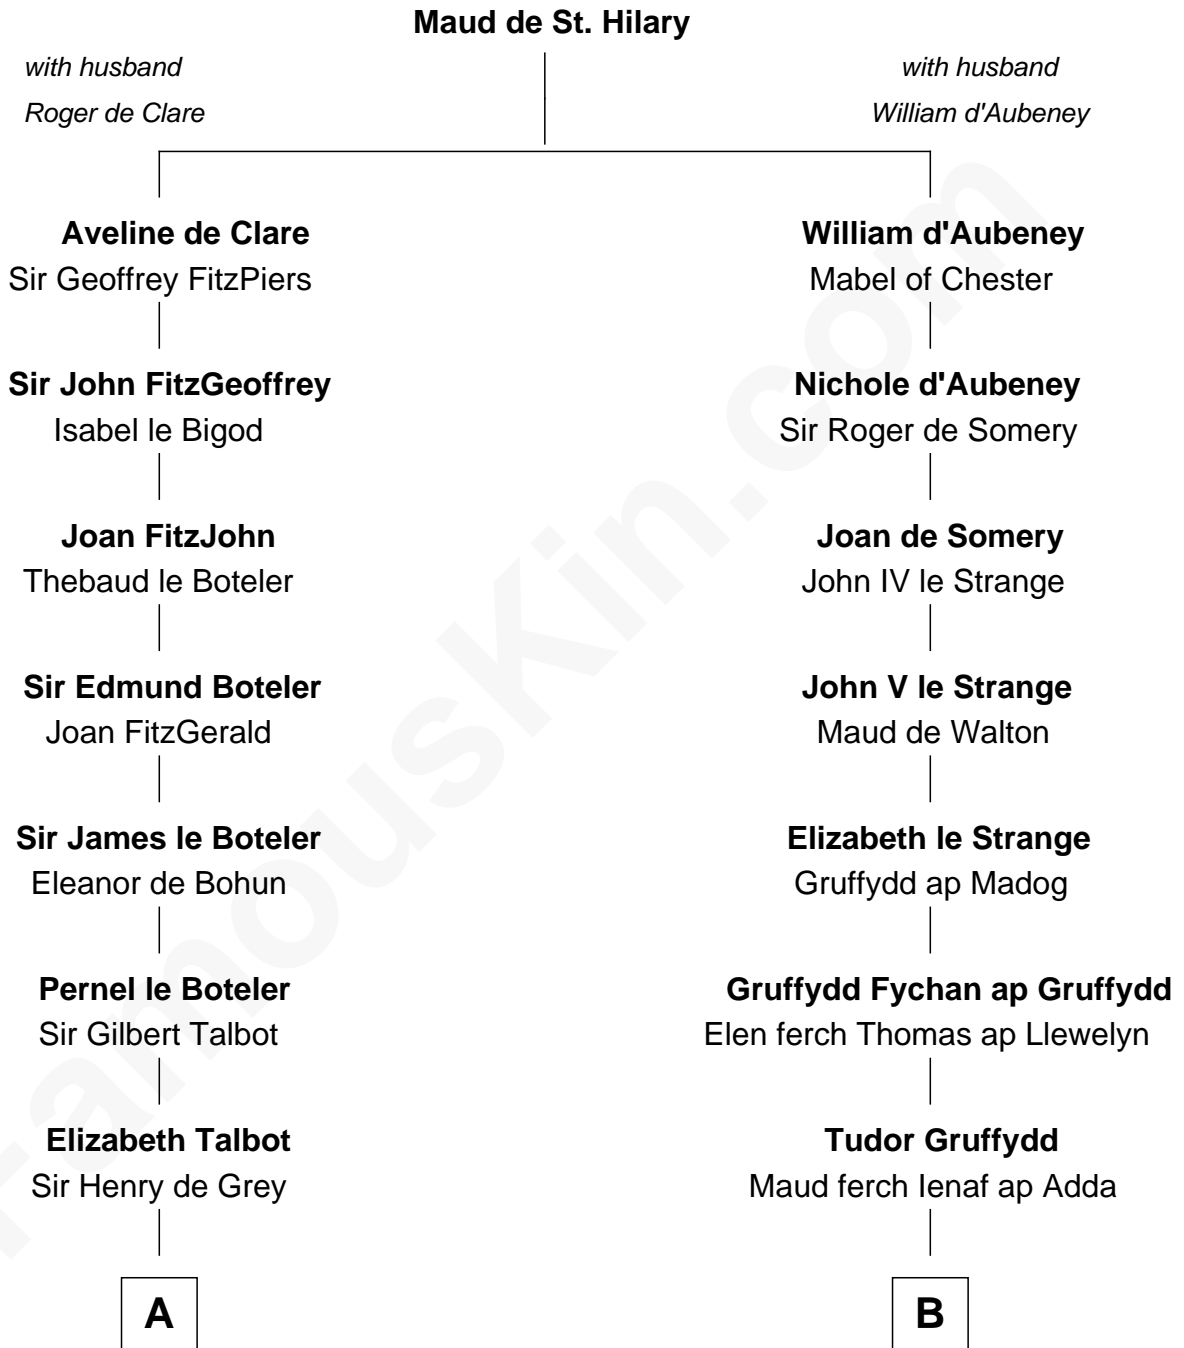 Maud de St. Hilary
with husband
Roger de Clare
with husband
William d'Aubeney
Aveline de Clare
Sir Geoffrey FitzPiers
William d'Aubeney
Mabel of Chester
Sir John FitzGeoffrey
Isabel le Bigod
Nichole d'Aubeney
Sir Roger de Somery
Joan FitzJohn
Thebaud le Boteler
Joan de Somery
John IV le Strange
Sir Edmund Boteler
Joan FitzGerald
John V le Strange
Maud de Walton
Sir James le Boteler
Eleanor de Bohun
Elizabeth le Strange
Gruffydd ap Madog
Pernel le Boteler
Sir Gilbert Talbot
Gruffydd Fychan ap Gruffydd
Elen ferch Thomas ap Llewelyn
Elizabeth Talbot
Sir Henry de Grey
Tudor Gruffydd
Maud ferch Ienaf ap Adda
A
B
FamousKin.com